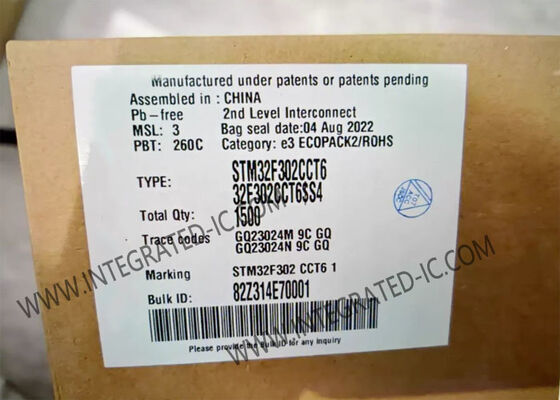 Manufactured under patents or patents pending
Assembled in : CHINA
Pb-free 2nd Level Interconnect
MSL: 3 Bag seal date:04 Aug 2022
PBT: 260C Category: e3 ECOPACK2/ROHS
TYPE: STM32F302CCT6
32F302CCT6$S4
Total Qty: 1500
Trace codes GQ23024M 9C GQ
GQ23024N 9C GQ
Marking STM32F302 CCT6 1
Bulk ID: 82Z314E70001
Please provide the Bulk ID for any inquiry
WWW.INTEGRATED-IC.COM
WWW.INTEGRATED-IC.COM